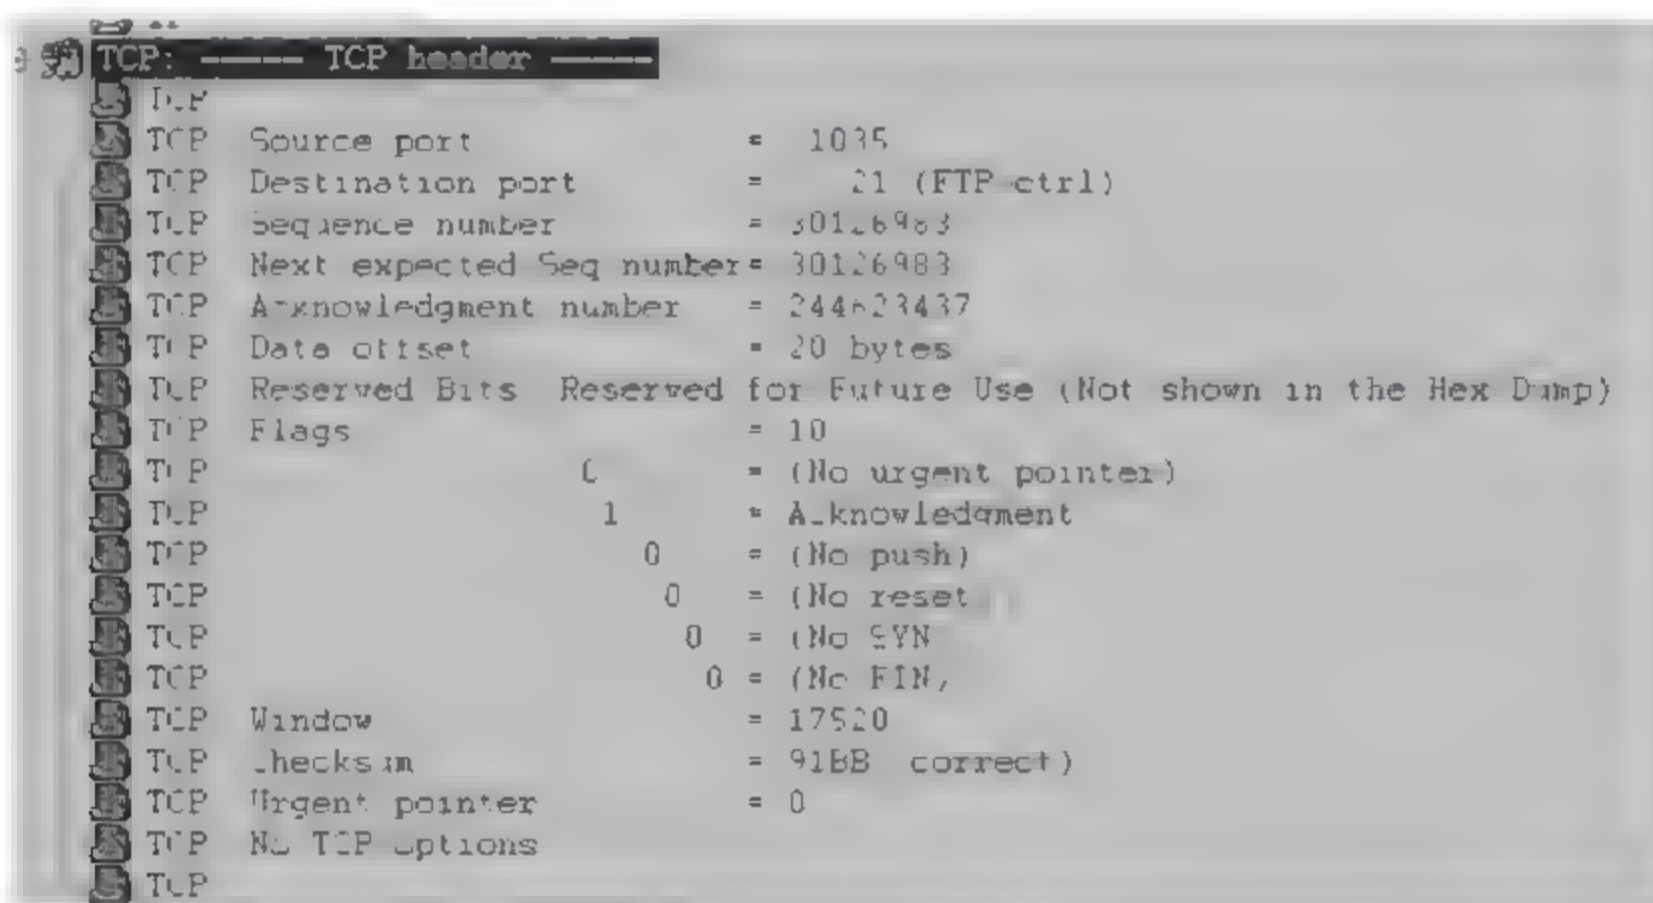 TCP: ----- TCP header -----
TCP
TCP Source port = 1035
TCP Destination port = 21 (FTP-ctrl)
TCP Sequence number = 30126983
TCP Next expected Seq number= 30126983
TCP Acknowledgment number = 244623437
TCP Data offset = 20 bytes
TCP Reserved Bits Reserved for Future Use (Not shown in the Hex Dump)
TCP Flags = 10
TCP 0 = (No urgent pointer)
TCP 1 = Acknowledgment
TCP 0 = (No push)
TCP 0 = (No reset
TCP 0 = (No SYN
TCP 0 = (No FIN)
TCP Window = 17520
TCP Checksum = 91BB correct)
TCP Urgent pointer = 0
TCP No TCP options
TCP